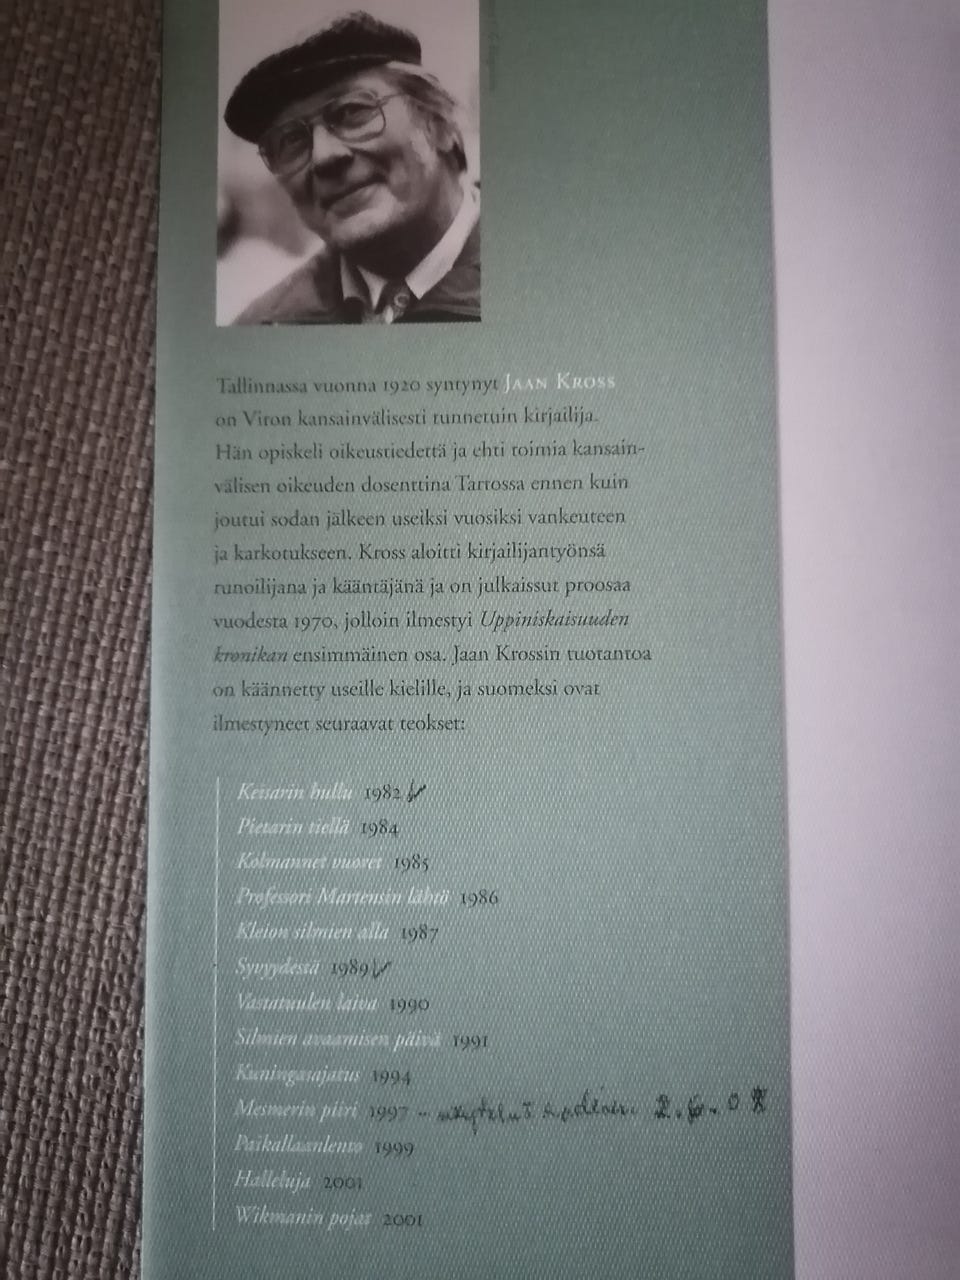 Tallinnassa vuonna 1920 syntynyt JAAN KROSS
on Viron kansainvälisesti tunnetuin kirjailija.
Hän opiskeli oikeustiedettä ja ehti toimia kansain-
välisen oikeuden dosenttina Tartossa ennen kuin
joutui sodan jälkeen useiksi vuosiksi vankeuteen
ja karkotukseen. Kross aloitti kirjailijantyönsä
runoilijana ja kääntäjänä ja on julkaissut proosaa
vuodesta 1970, jolloin ilmestyi Uppiniskaisuuden
kronikan ensimmäinen osa. Jaan Krossin tuotantoa
on käännetty useille kielille, ja suomeksi ovat
ilmestyneet seuraavat teokset:
Keisarin hullu 1982
Pietarin tiellä 1984
Kolmannet vuoret 1985
Professori Martensin lähtö 1986
Kleion silmien alla 1987
Syvyydestä 1989
Vastatuulen laiva 1990
Silmien avaamisen päivä 1991
Kuningasajatus 1994
Mesmerin piiri 1997 - 2.6.08
Paikallaanlento 1999
Halleluja 2001
Wikmanin pojat 2001